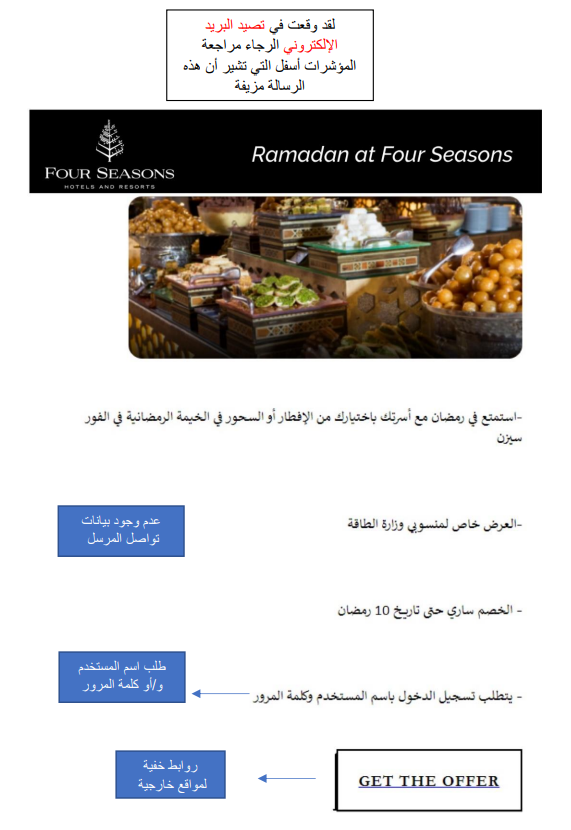 لقد وقعت في تصيد البريد
الإلكتروني الرجاء مراجعة
المؤشرات أسفل التي تشير أن هذه
الرسالة مزيفة
FOUR SEASONS
HOTELS AND RESORTS
Ramadan at Four Seasons
-استمتع في رمضان مع أسرتك باختيارك من الإفطار أو السحور في الخيمة الرمضانية في الفور
سيزن
-العرض خاص لمنسوبي وزارة الطاقة
عدم وجود بيانات
تواصل المرسل
- الخصم ساري حتى تاريخ 10 رمضان
طلب اسم المستخدم
و/أو كلمة المرور
- يتطلب تسجيل الدخول باسم المستخدم وكلمة المرور
روابط خفية
لمواقع خارجية
GET THE OFFER